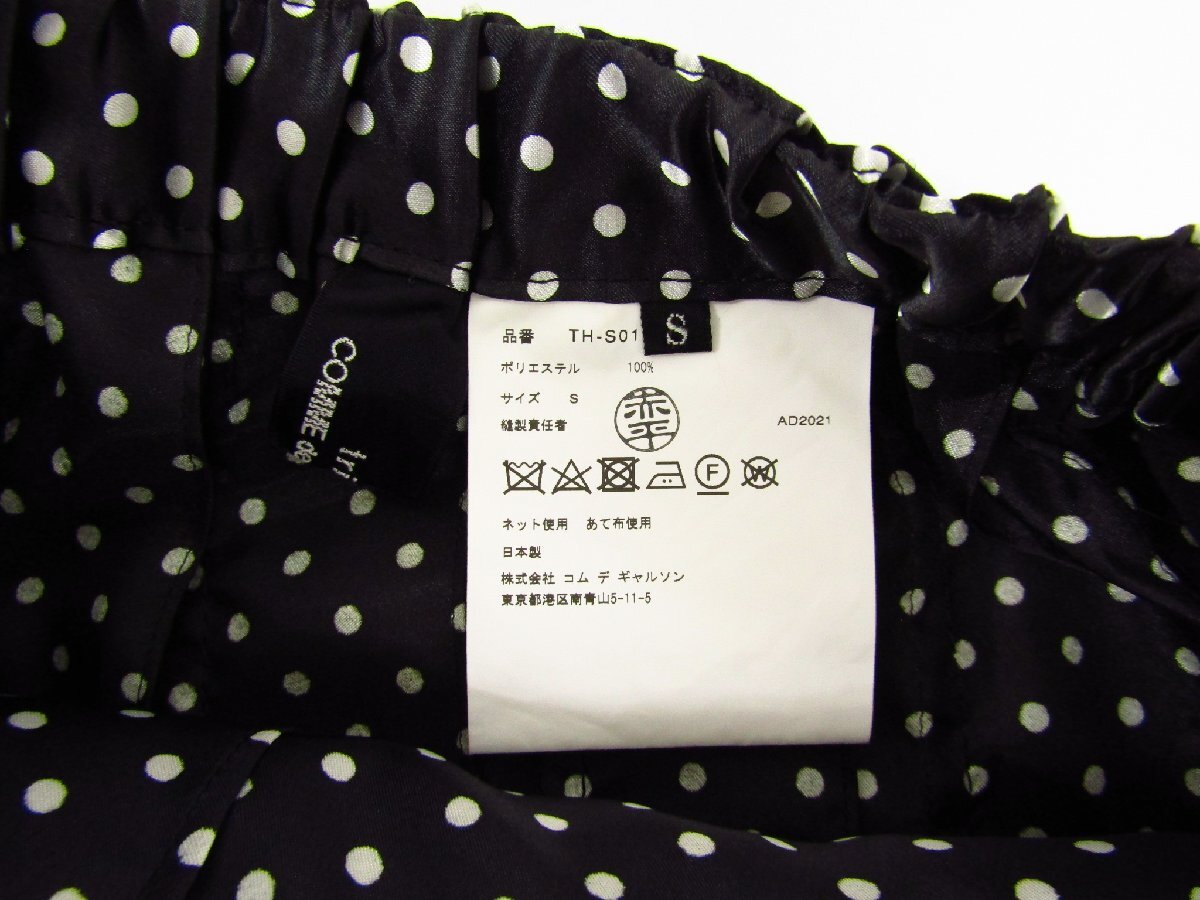 tri
COMME de
S
品番 TH-S01
ポリエステル 100%
サイズ S
縫製責任者 赤平 AD2021
F W
ネット使用 あて布使用
日本製
株式会社 コム デ ギャルソン
東京都港区南青山5-11-5